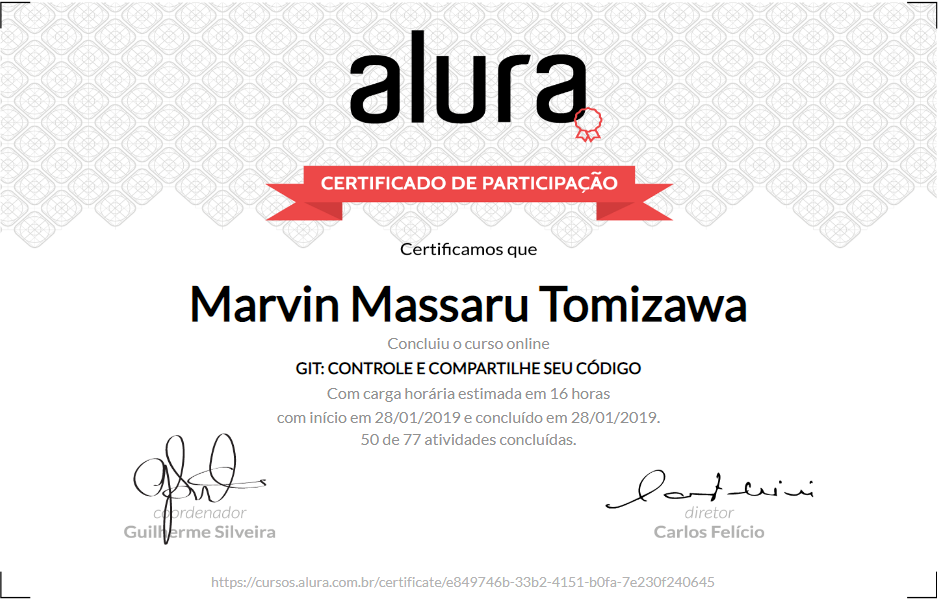 alura
CERTIFICADO DE PARTICIPAÇÃO
Certificamos que
Marvin Massaru Tomizawa
Concluiu o curso online
GIT: CONTROLE E COMPARTILHE SEU CÓDIGO
Com carga horária estimada em 16 horas
com início em 28/01/2019 e concluído em 28/01/2019.
50 de 77 atividades concluídas.
coordenador
Guilherme Silveira
diretor
Carlos Felício
https://cursos.alura.com.br/certificate/e849746b-33b2-4151-b0fa-7e230f240645